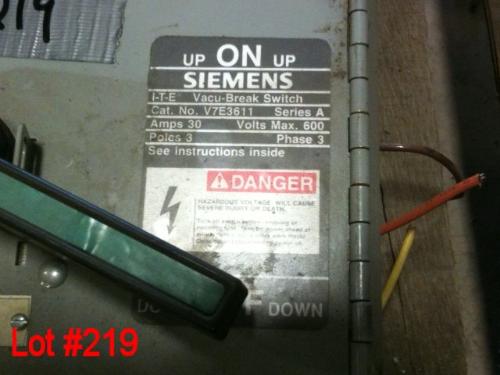 219
UP ON UP
SIEMENS
I-T-E Vacu-Break Switch
Cat. No. V7E3611 Series A
Amps 30 Volts Max. 600
Poles 3 Phase 3
See instructions inside
DANGER
HAZARDOUS VOLTAGE WILL CAUSE
SEVERE INJURY OR DEATH.
DO F DOWN
Lot #219